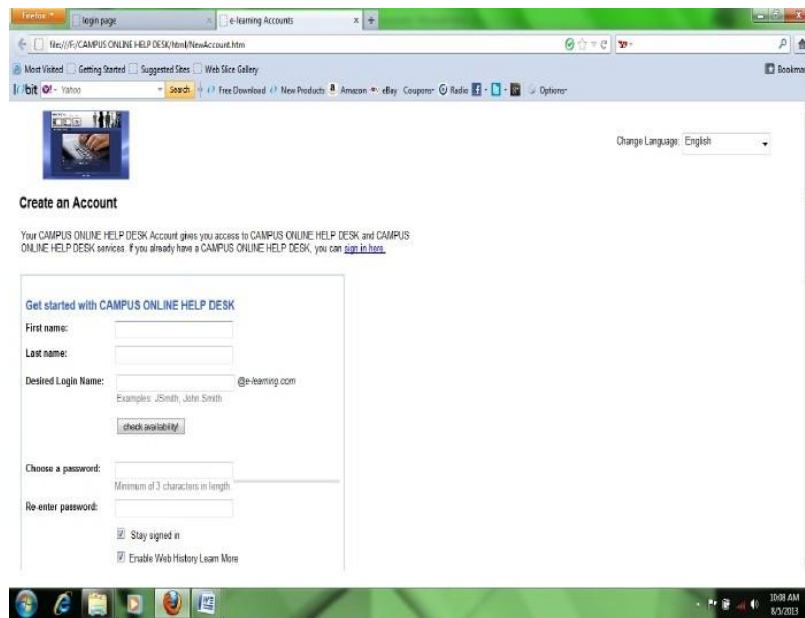 Firefox
login page
e-learning Accounts
file:///F:/CAMPUS ONLINE HELP DESK/html/NewAccount.htm
Most Visited Getting Started Suggested Sites Web Slice Gallery
Bookmar
bit Yahoo Search Free Download New Products Amazon eBay Coupons Radio Options
Change Language: English
Create an Account
Your CAMPUS ONLINE HELP DESK Account gives you access to CAMPUS ONLINE HELP DESK and CAMPUS
ONLINE HELP DESK services. If you already have a CAMPUS ONLINE HELP DESK, you can sign in here.
Get started with CAMPUS ONLINE HELP DESK
First name:
Last name:
Desired Login Name: @e-learning.com
Examples: JSmith, John.Smith
check availability!
Choose a password:
Minimum of 3 characters in length.
Re-enter password:
Stay signed in
Enable Web History Learn More
10:08 AM
8/5/2013